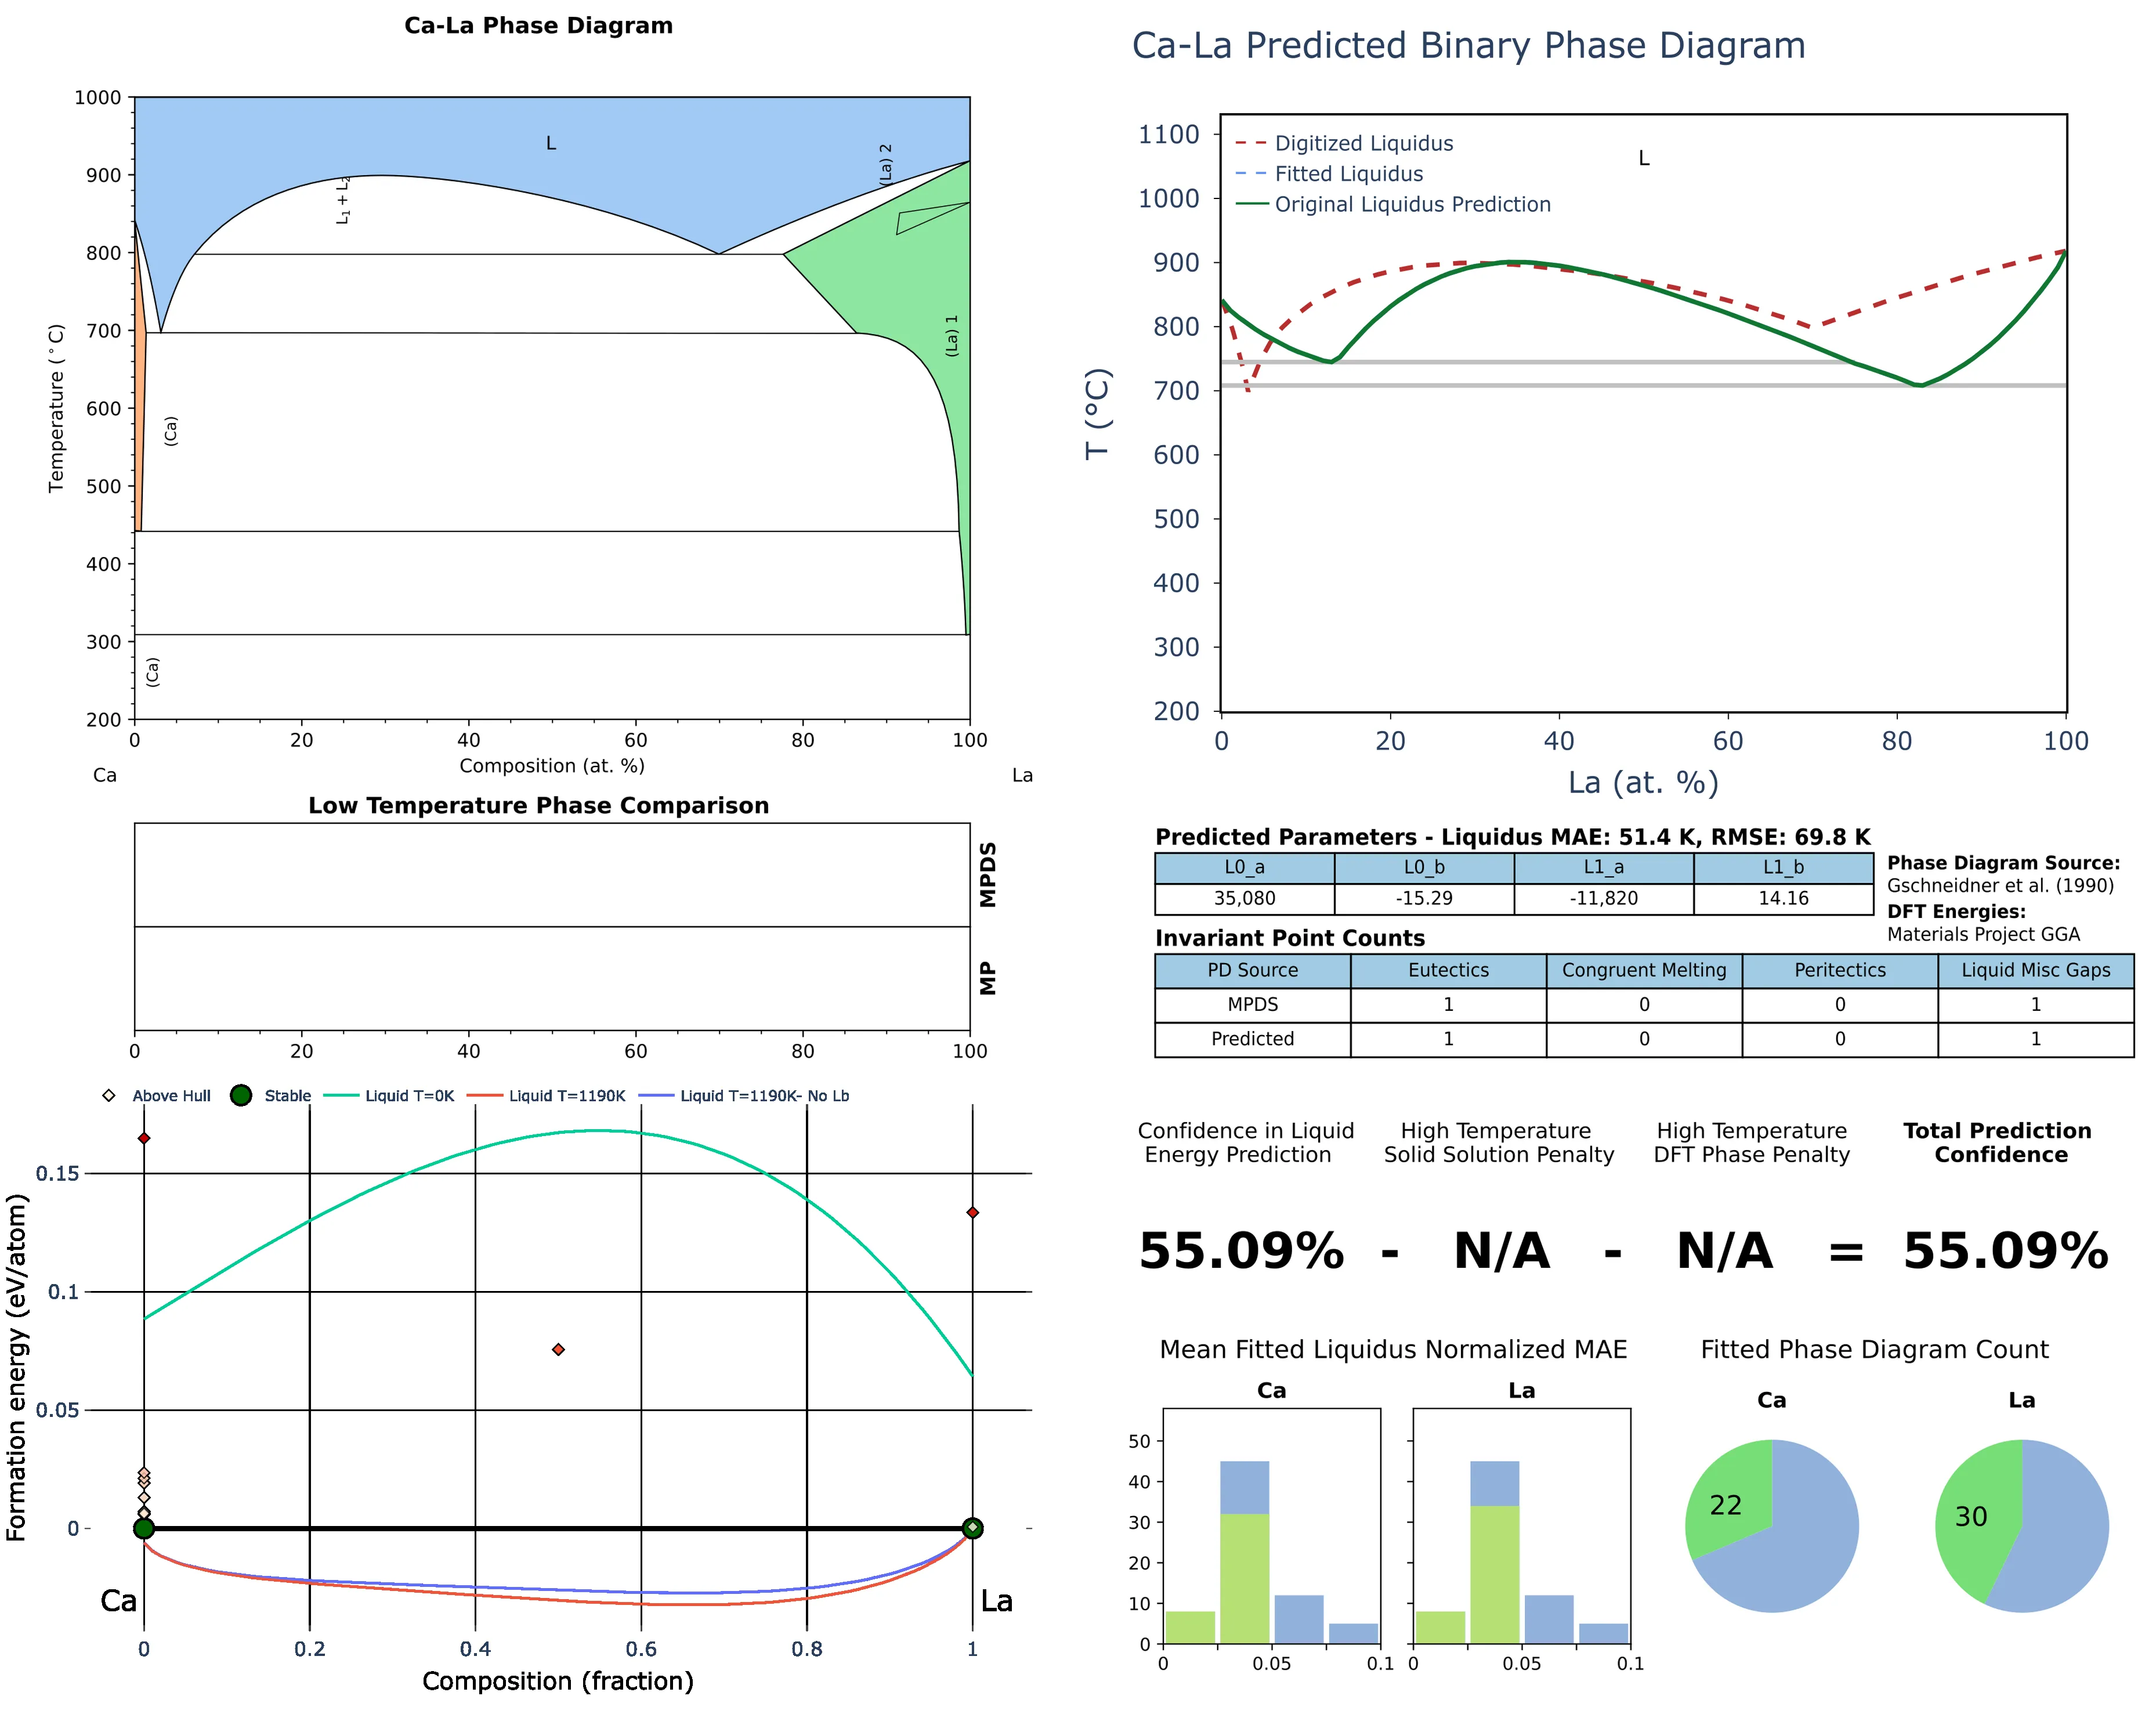 Ca-La Phase Diagram
1000
900
800
700
600
500
400
300
200
Temperature (°C)
L
L1 + L2
(La) 2
(La) 1
(Ca)
(Ca)
0 20 40 60 80 100
Composition (at. %)
Ca La
Ca-La Predicted Binary Phase Diagram
Digitized Liquidus
Fitted Liquidus
Original Liquidus Prediction
L
1100
1000
900
800
700
600
500
400
300
200
T (°C)
0 20 40 60 80 100
La (at. %)
Low Temperature Phase Comparison
MPDS
MP
0 20 40 60 80 100
Predicted Parameters - Liquidus MAE: 51.4 K, RMSE: 69.8 K
L0_a L0_b L1_a L1_b
35,080 -15.29 -11,820 14.16
Phase Diagram Source:
Gschneidner et al. (1990)
DFT Energies:
Materials Project GGA
Invariant Point Counts
PD Source Eutectics Congruent Melting Peritectics Liquid Misc Gaps
MPDS 1 0 0 1
Predicted 1 0 0 1
Above Hull Stable Liquid T=0K Liquid T=1190K Liquid T=1190K- No Lb
0.15
0.1
0.05
0
Formation energy (eV/atom)
Ca La
0 0.2 0.4 0.6 0.8 1
Composition (fraction)
Confidence in Liquid
Energy Prediction
High Temperature
Solid Solution Penalty
High Temperature
DFT Phase Penalty
Total Prediction
Confidence
55.09% - N/A - N/A = 55.09%
Mean Fitted Liquidus Normalized MAE
Ca La
50
40
30
20
10
0
0 0.05 0.1 0 0.05 0.1
Fitted Phase Diagram Count
Ca La
22 30